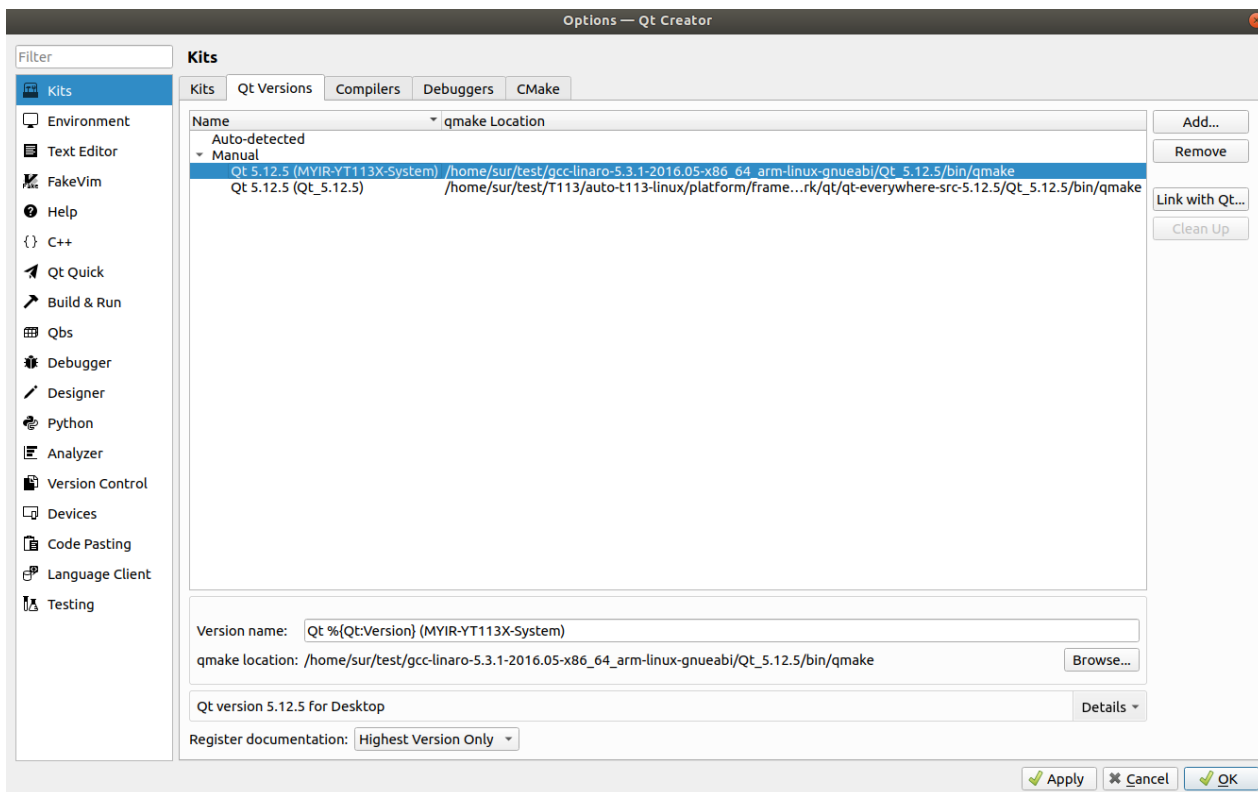 Options — Qt Creator
Filter
Kits
Environment
Text Editor
FakeVim
Help
C++
Qt Quick
Build & Run
Qbs
Debugger
Designer
Python
Analyzer
Version Control
Devices
Code Pasting
Language Client
Testing
Kits
Kits Qt Versions Compilers Debuggers CMake
Name qmake Location
Auto-detected
Manual
Qt 5.12.5 (MYIR-YT113X-System) /home/sur/test/gcc-linaro-5.3.1-2016.05-x86_64_arm-linux-gnueabi/Qt_5.12.5/bin/qmake
Qt 5.12.5 (Qt_5.12.5) /home/sur/test/T113/auto-t113-linux/platform/frame...rk/qt/qt-everywhere-src-5.12.5/Qt_5.12.5/bin/qmake
Add...
Remove
Link with Qt...
Clean Up
Version name: Qt %{Qt:Version} (MYIR-YT113X-System)
qmake location: /home/sur/test/gcc-linaro-5.3.1-2016.05-x86_64_arm-linux-gnueabi/Qt_5.12.5/bin/qmake Browse...
Qt version 5.12.5 for Desktop Details
Register documentation: Highest Version Only
Apply Cancel OK